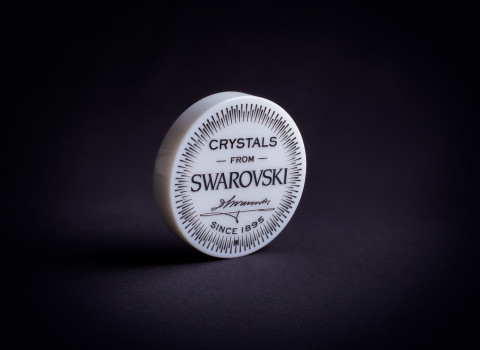 CRYSTALS
— FROM —
SWAROVSKI
SINCE 1895